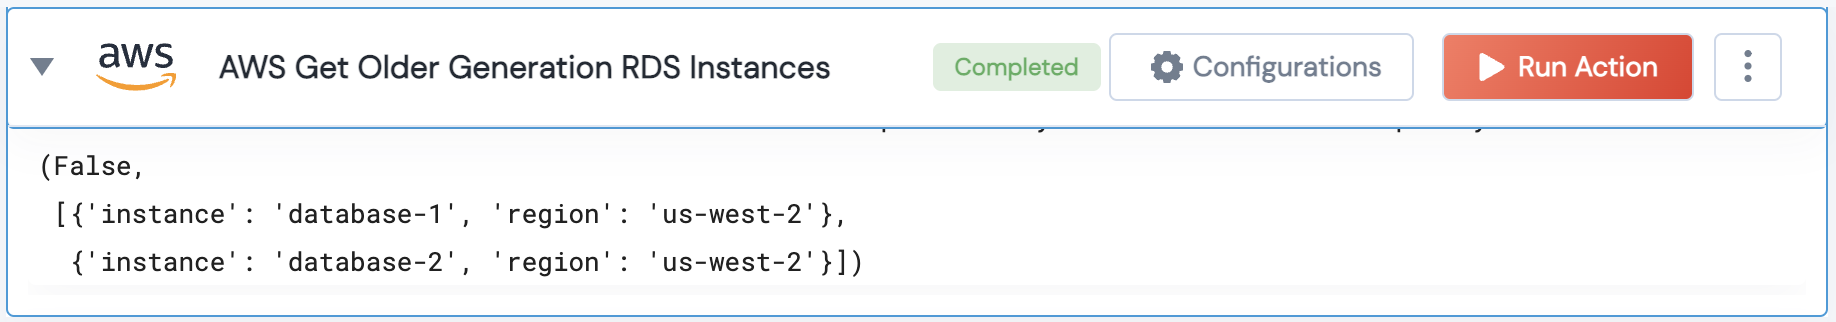 aws
AWS Get Older Generation RDS Instances
Completed
Configurations
Run Action
(False,
[{'instance': 'database-1', 'region': 'us-west-2'},
{'instance': 'database-2', 'region': 'us-west-2'}])